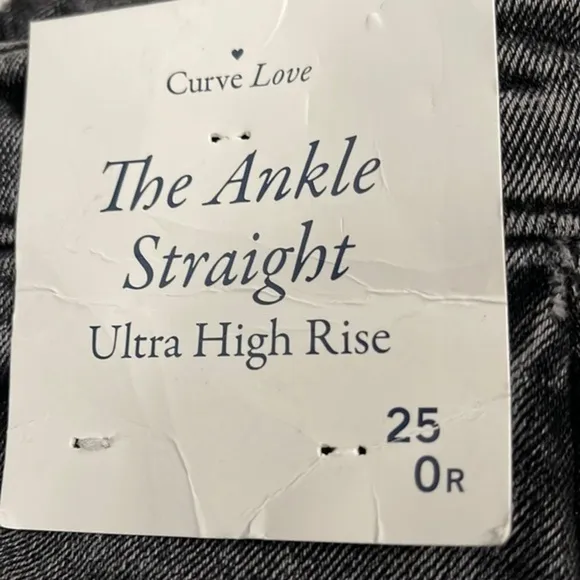 Curve Love
The Ankle
Straight
Ultra High Rise
25
0R